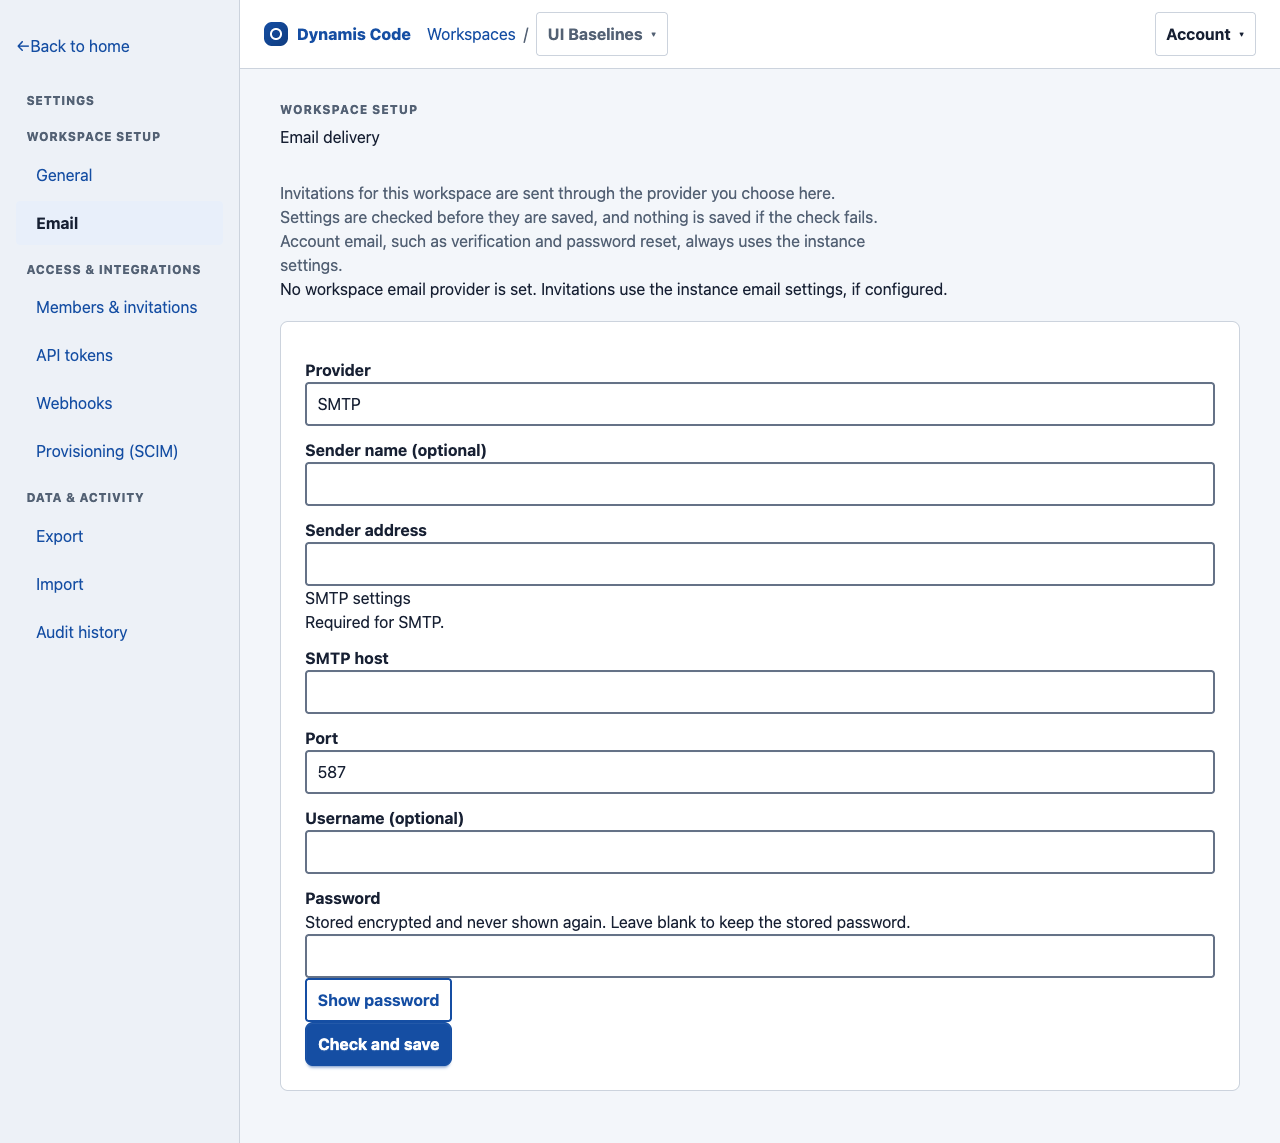 ←Back to home
SETTINGS
WORKSPACE SETUP
General
Email
ACCESS & INTEGRATIONS
Members & invitations
API tokens
Webhooks
Provisioning (SCIM)
DATA & ACTIVITY
Export
Import
Audit history
Dynamis Code Workspaces / UI Baselines ▾
Account ▾
WORKSPACE SETUP
Email delivery
Invitations for this workspace are sent through the provider you choose here.
Settings are checked before they are saved, and nothing is saved if the check fails.
Account email, such as verification and password reset, always uses the instance
settings.
No workspace email provider is set. Invitations use the instance email settings, if configured.
Provider
SMTP
Sender name (optional)
Sender address
SMTP settings
Required for SMTP.
SMTP host
Port
587
Username (optional)
Password
Stored encrypted and never shown again. Leave blank to keep the stored password.
Show password
Check and save